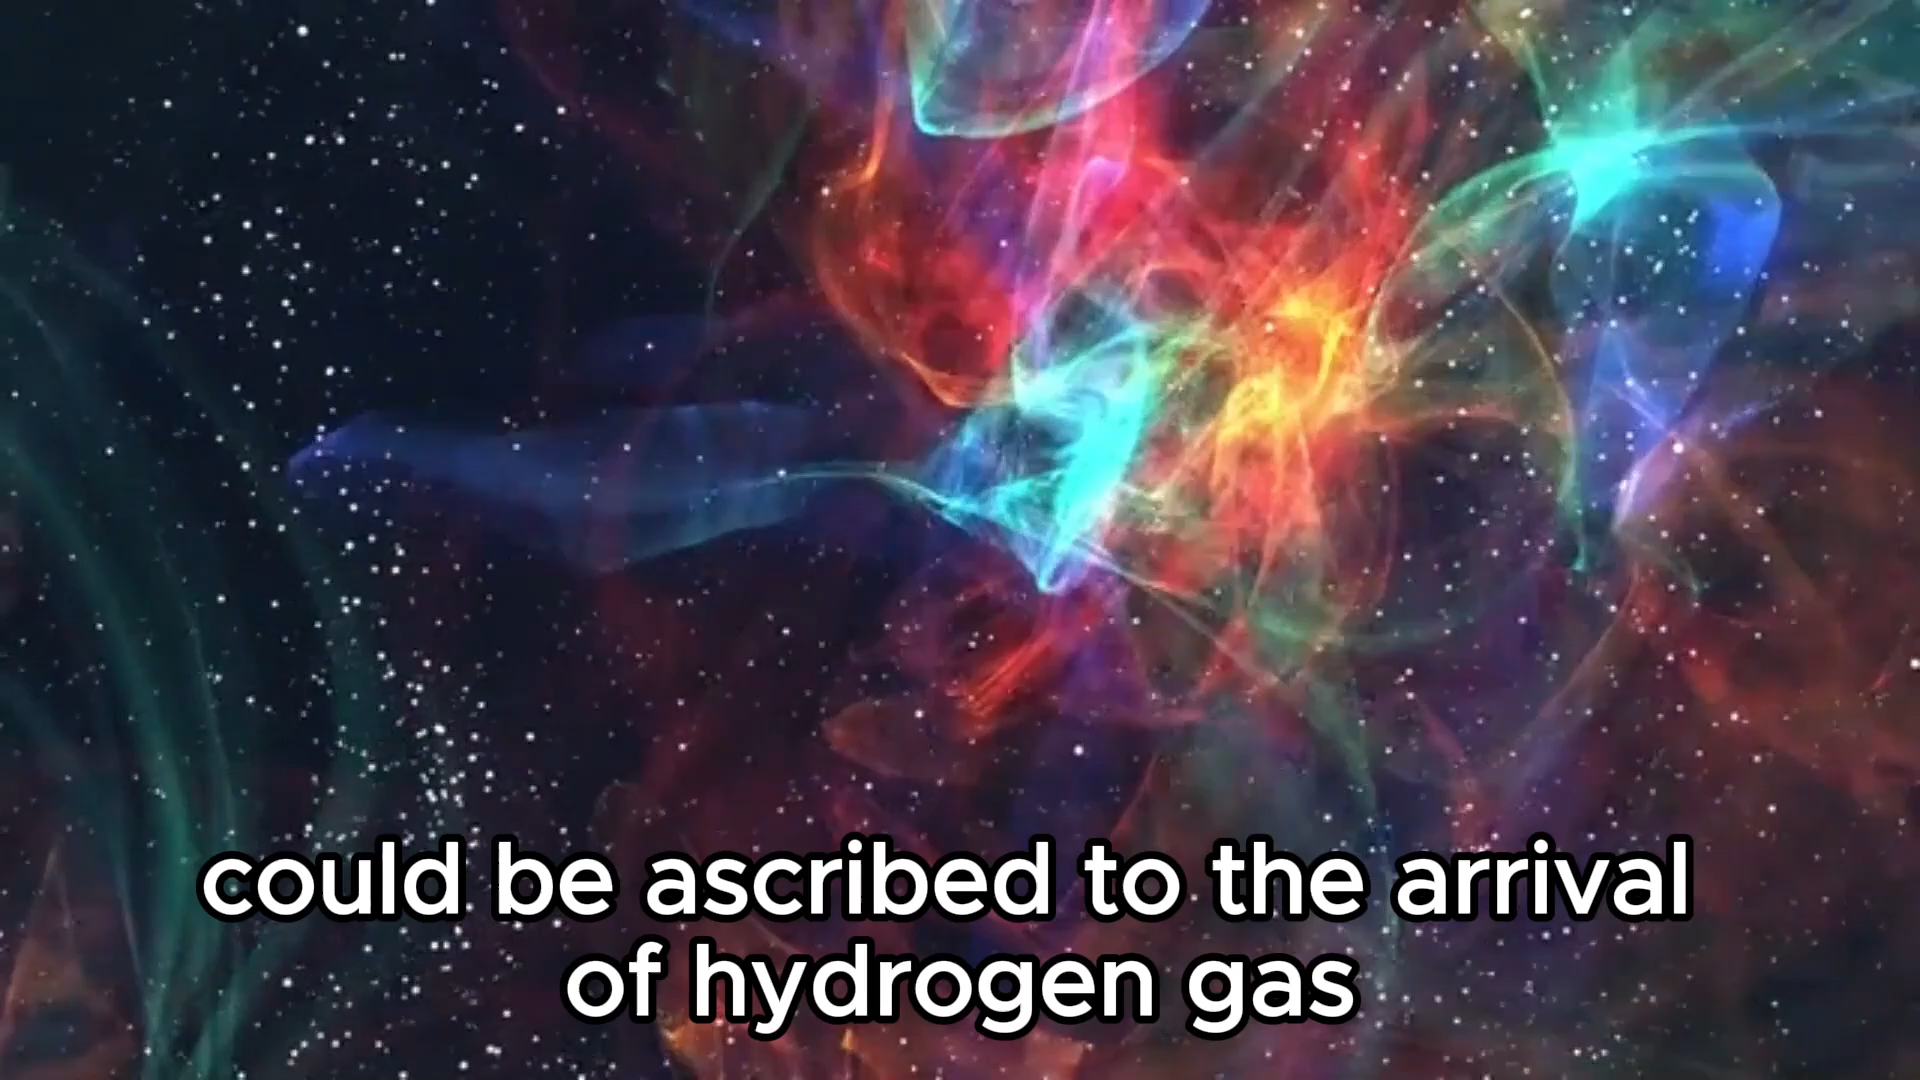 could be ascribed to the arrival
of hydrogen gas